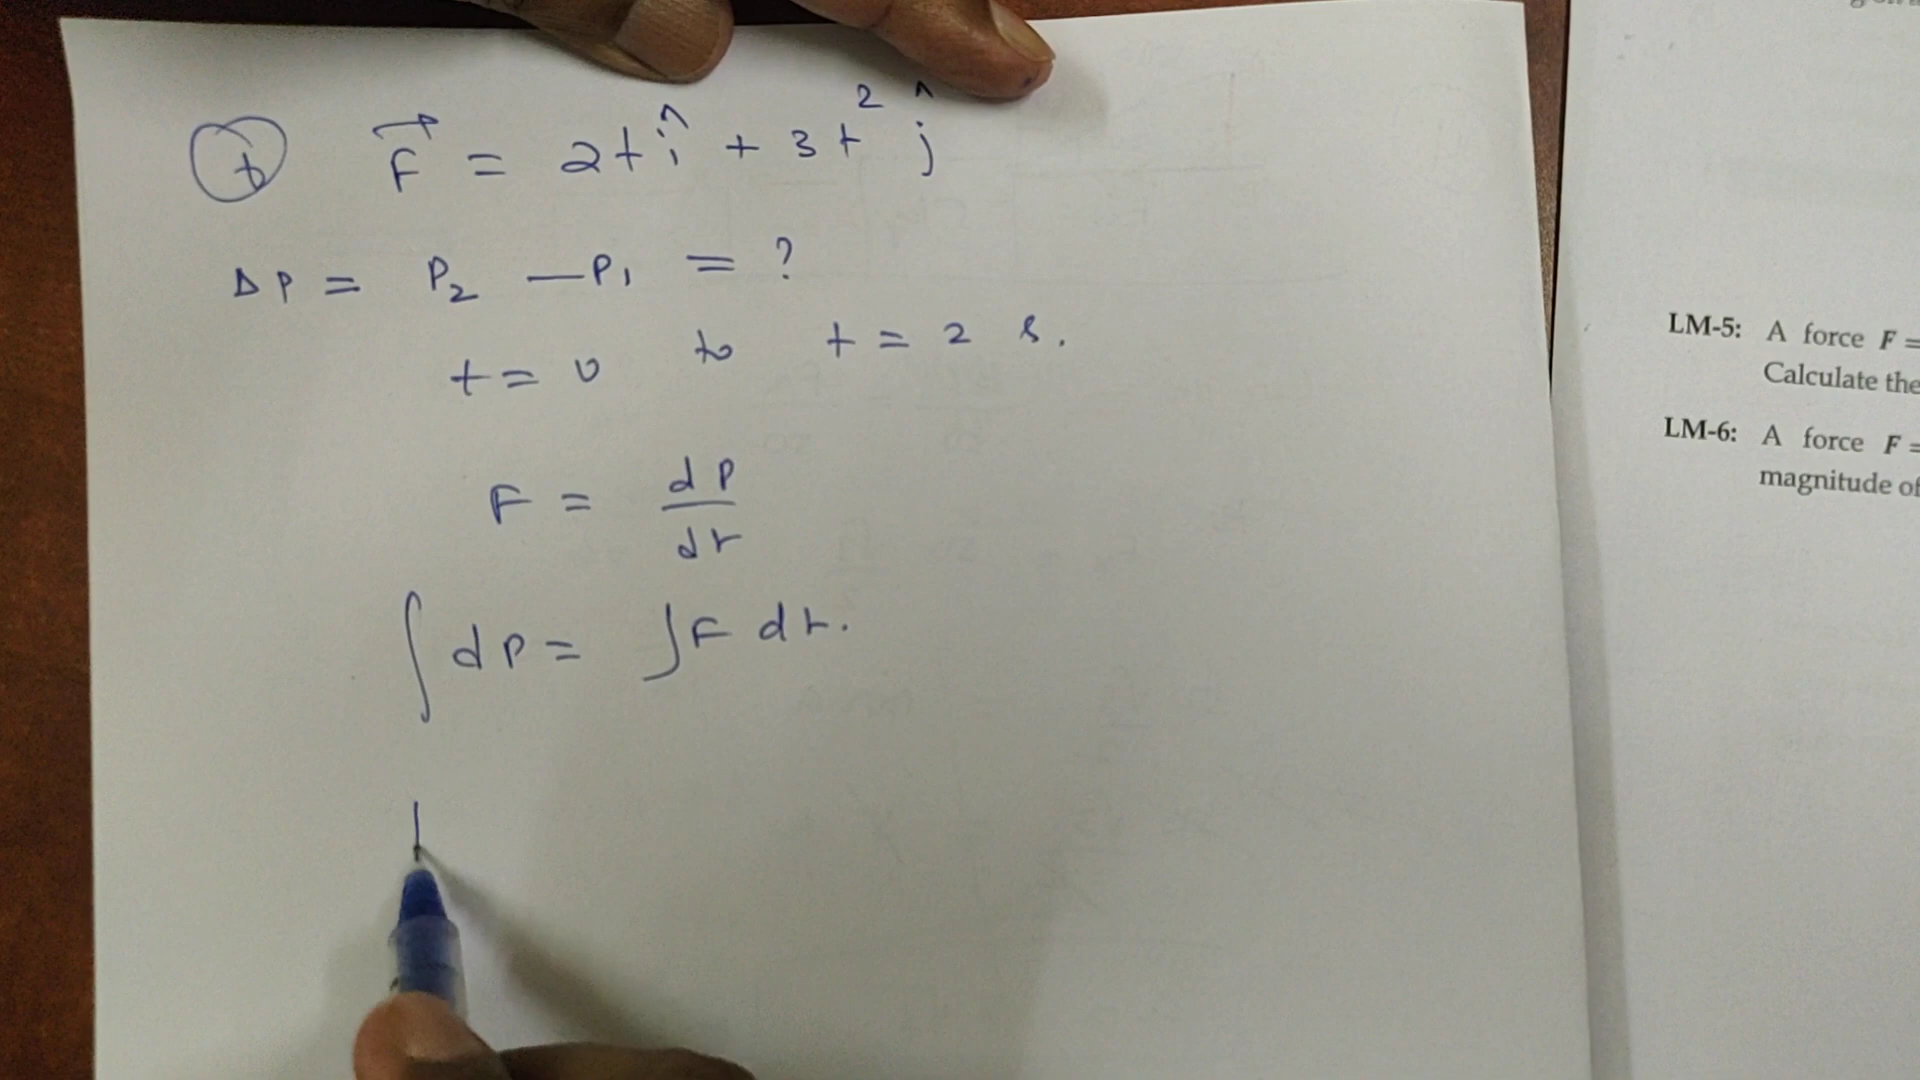 t F⃗ = 2t î + 3t² ĵ
ΔP = P₂ — P₁ = ?
t = 0 to t = 2 s.
F = dP/dt
∫ dP = ∫ F dt.
LM-5: A force F =
Calculate the
LM-6: A force F =
magnitude of